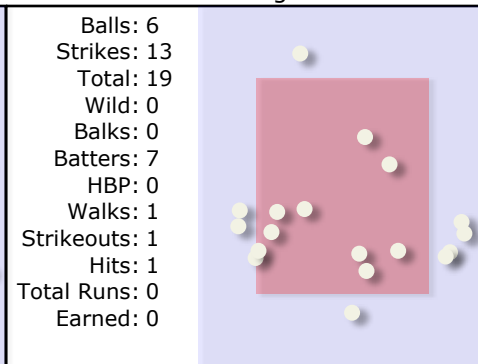 Balls: 6
Strikes: 13
Total: 19
Wild: 0
Balks: 0
Batters: 7
HBP: 0
Walks: 1
Strikeouts: 1
Hits: 1
Total Runs: 0
Earned: 0